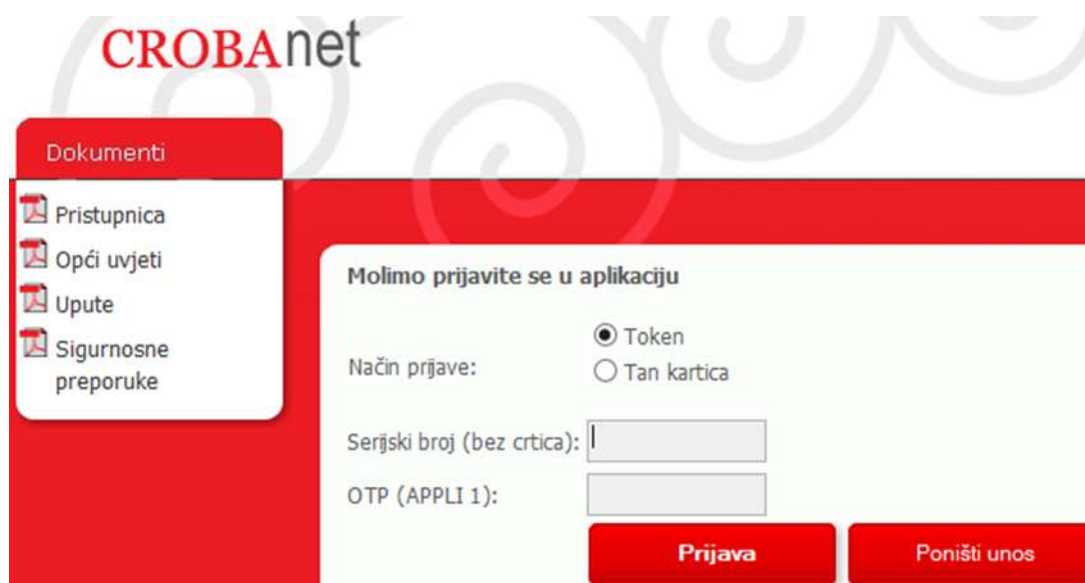 CROBAnet
Dokumenti
Pristupnica
Opći uvjeti
Upute
Sigurnosne
preporuke
Molimo prijavite se u aplikaciju
Način prijave:
Token
Tan kartica
Serijski broj (bez crtica):
OTP (APPLI 1):
Prijava
Poništi unos